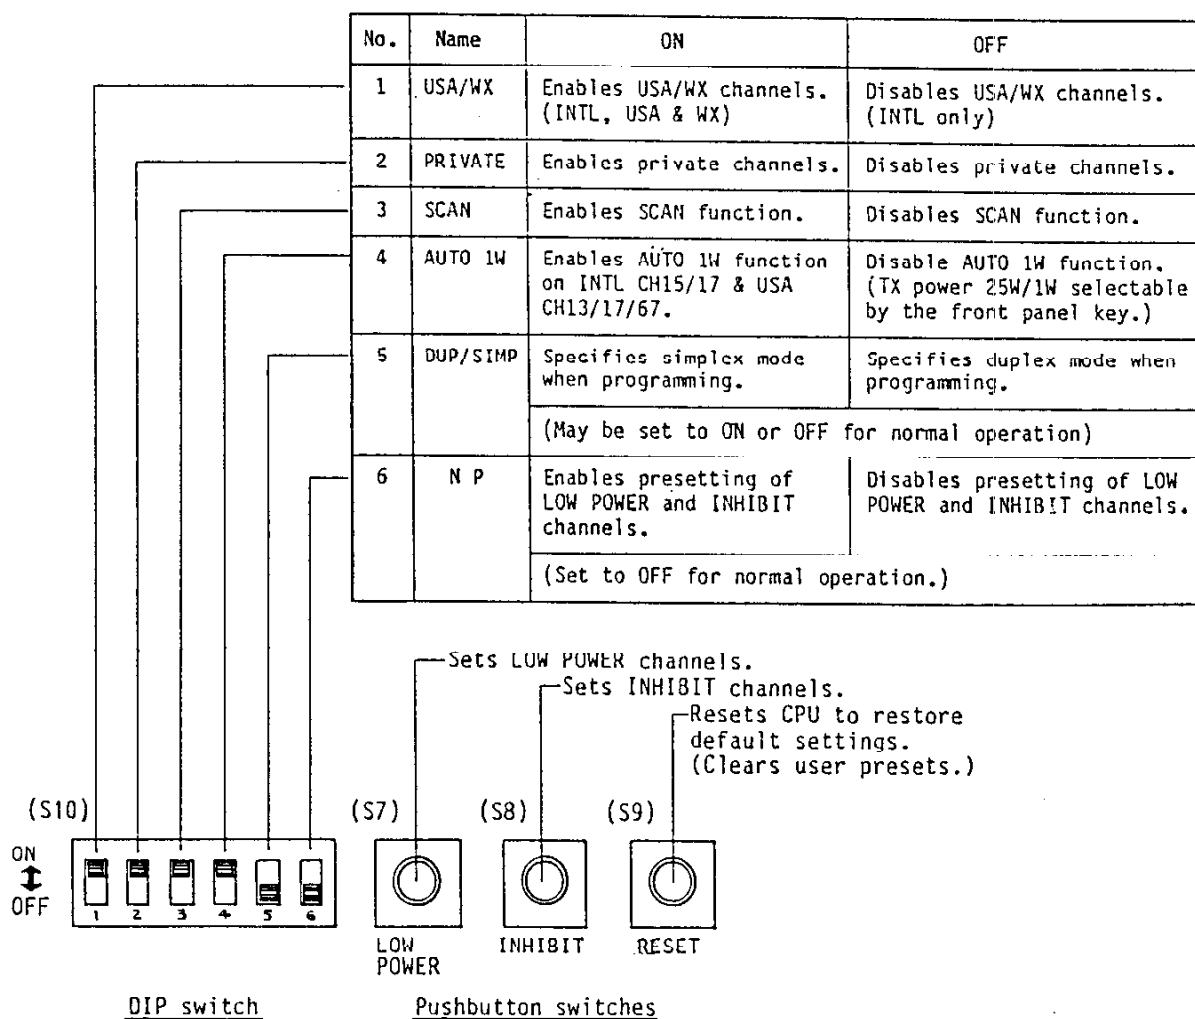 No. Name ON OFF
1 USA/WX Enables USA/WX channels. Disables USA/WX channels.
(INTL, USA & WX) (INTL only)
2 PRIVATE Enables private channels. Disables private channels.
3 SCAN Enables SCAN function. Disables SCAN function.
4 AUTO 1W Enables AUTO 1W function Disable AUTO 1W function.
on INTL CH15/17 & USA (TX power 25W/1W selectable
CH13/17/67. by the front panel key.)
5 DUP/SIMP Specifies simplex mode Specifies duplex mode when
when programming. programming.
(May be set to ON or OFF for normal operation)
6 N P Enables presetting of Disables presetting of LOW
LOW POWER and INHIBIT POWER and INHIBIT channels.
channels.
(Set to OFF for normal operation.)
Sets LOW POWER channels.
Sets INHIBIT channels.
Resets CPU to restore
default settings.
(Clears user presets.)
(S10) (S7) (S8) (S9)
ON
OFF
1 2 3 4 5 6
LOW INHIBIT RESET
POWER
DIP switch Pushbutton switches